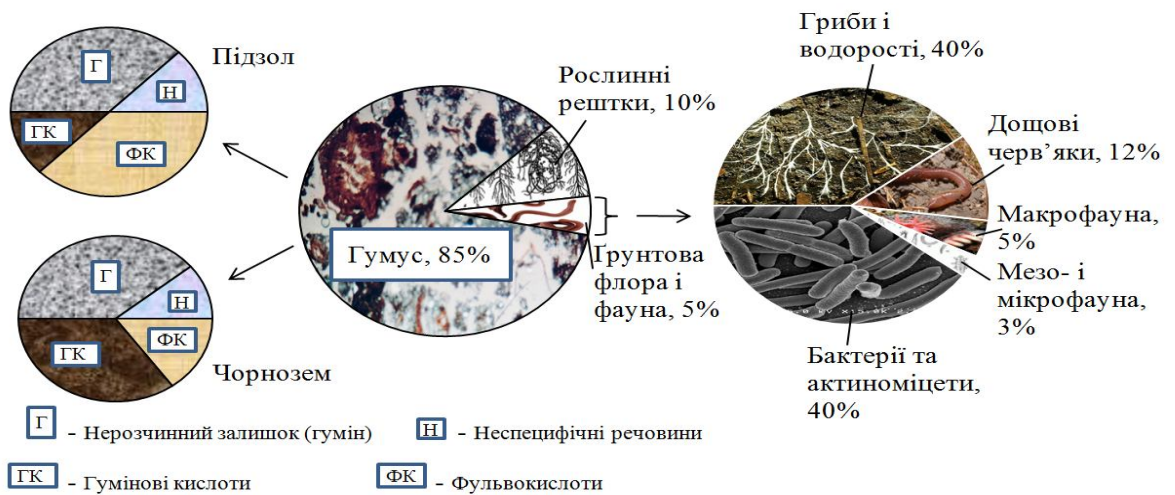 Підзол
Г
Н
ГК
ФК
Рослинні
рештки, 10%
Гумус, 85%
Ґрунтова
флора і
фауна, 5%
Гриби і
водорості, 40%
Дощові
черв’яки, 12%
Макрофауна,
5%
Мезо- і
мікрофауна,
3%
Бактерії та
актиноміцети,
40%
Г
Н
ГК
ФК
Чорнозем
Г - Нерозчинний залишок (гумін)
Н - Неспецифічні речовини
ГК - Гумінові кислоти
ФК - Фульвокислоти